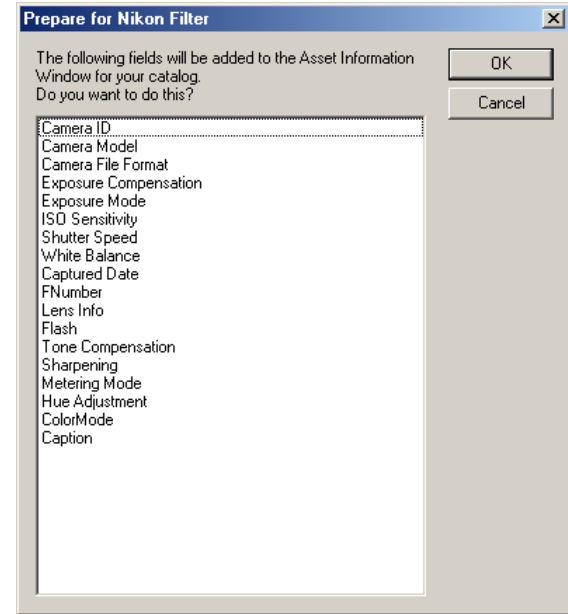 Prepare for Nikon Filter
The following fields will be added to the Asset Information
Window for your catalog.
Do you want to do this?
OK
Cancel
Camera ID
Camera Model
Camera File Format
Exposure Compensation
Exposure Mode
ISO Sensitivity
Shutter Speed
White Balance
Captured Date
FNumber
Lens Info
Flash
Tone Compensation
Sharpening
Metering Mode
Hue Adjustment
ColorMode
Caption